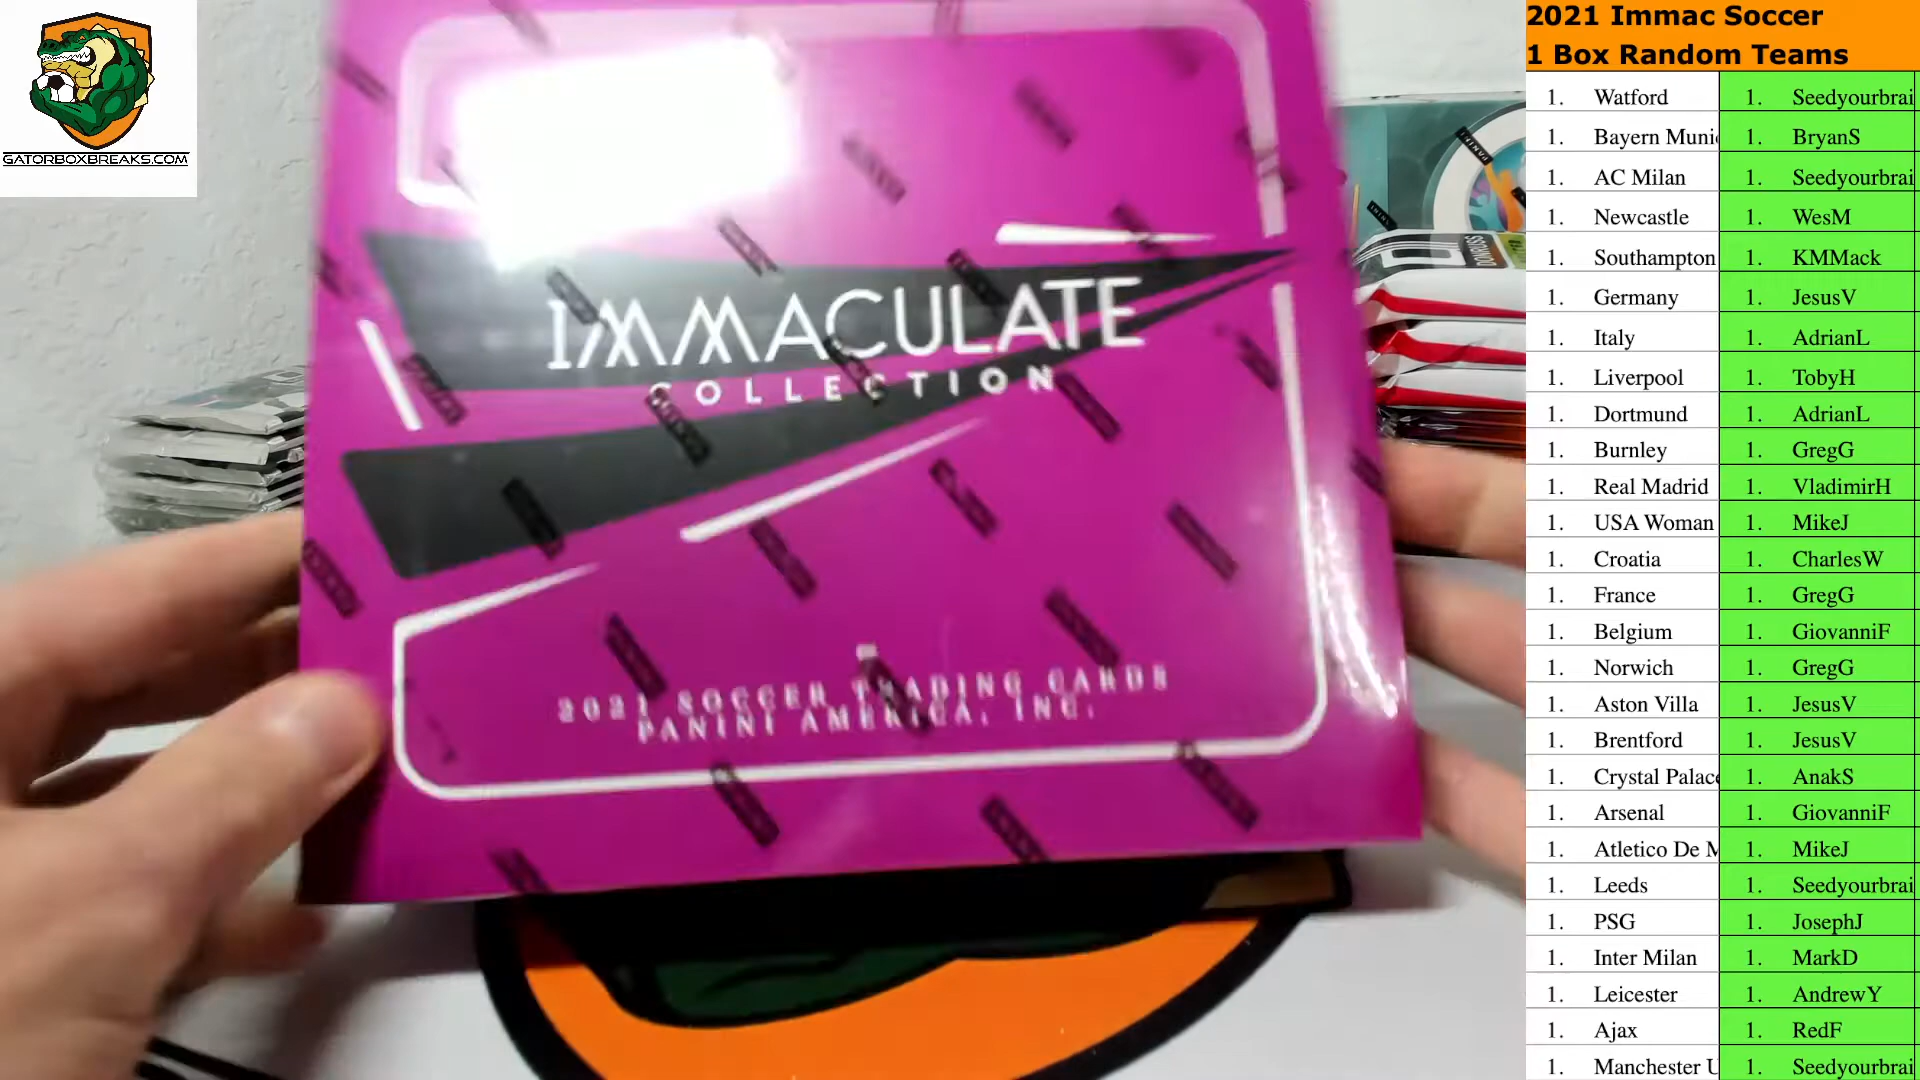 GATORBOXBREAKS.COM
IMMACULATE
COLLECTION
2021 SOCCER TRADING CARDS
PANINI AMERICA, INC.
DONRUSS
2021 Immac Soccer
1 Box Random Teams
1. Watford 1. Seedyourbrai
1. Bayern Muni 1. BryanS
1. AC Milan 1. Seedyourbrai
1. Newcastle 1. WesM
1. Southampton 1. KMMack
1. Germany 1. JesusV
1. Italy 1. AdrianL
1. Liverpool 1. TobyH
1. Dortmund 1. AdrianL
1. Burnley 1. GregG
1. Real Madrid 1. VladimirH
1. USA Woman 1. MikeJ
1. Croatia 1. CharlesW
1. France 1. GregG
1. Belgium 1. GiovanniF
1. Norwich 1. GregG
1. Aston Villa 1. JesusV
1. Brentford 1. JesusV
1. Crystal Palace 1. AnakS
1. Arsenal 1. GiovanniF
1. Atletico De M 1. MikeJ
1. Leeds 1. Seedyourbrai
1. PSG 1. JosephJ
1. Inter Milan 1. MarkD
1. Leicester 1. AndrewY
1. Ajax 1. RedF
1. Manchester U 1. Seedyourbrai